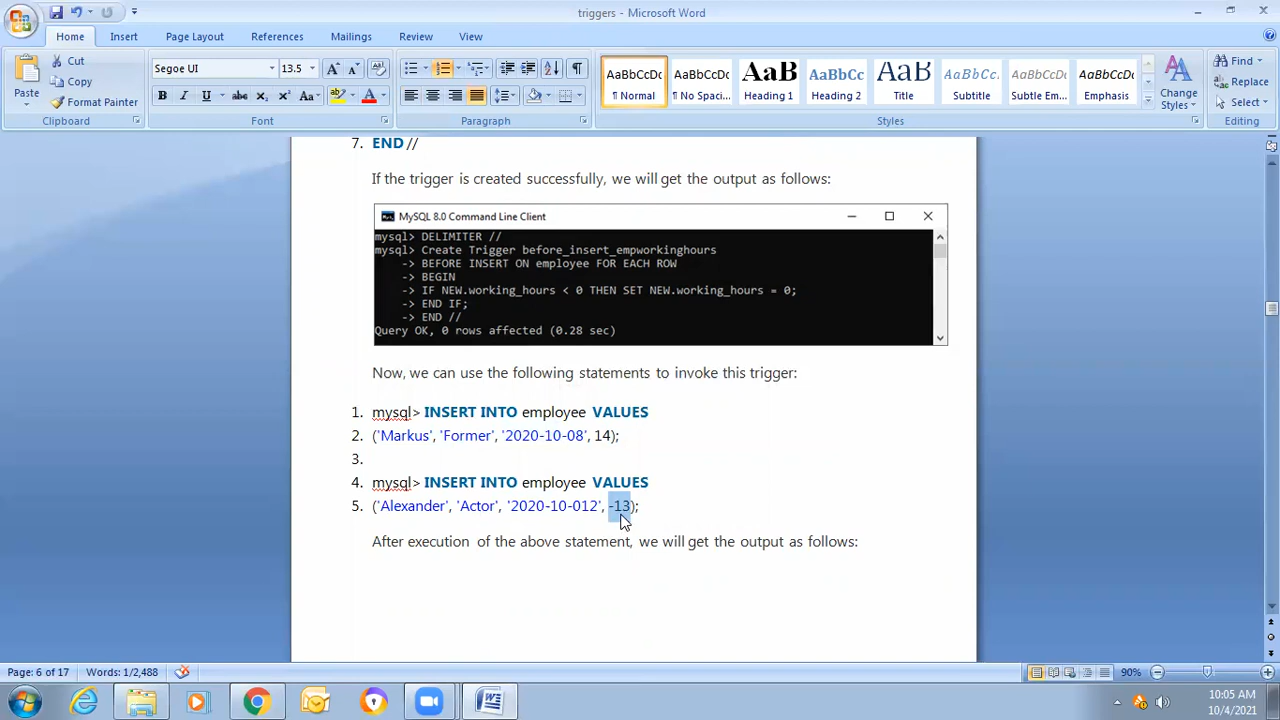 triggers - Microsoft Word
Home Insert Page Layout References Mailings Review View
Paste
Cut
Copy
Format Painter
Clipboard
Segoe UI 13.5
B I U abc x₂ x² Aa A
Font
Paragraph
AaBbCcDc AaBbCcDc AaB AaBbCc AaB AaBbCc. AaBbCcDc AaBbCcDc
¶ Normal ¶ No Spaci... Heading 1 Heading 2 Title Subtitle Subtle Em... Emphasis
Change Styles
Styles
Find
Replace
Select
Editing
7. END //
If the trigger is created successfully, we will get the output as follows:
MySQL 8.0 Command Line Client
mysql> DELIMITER //
mysql> Create Trigger before_insert_empworkinghours
-> BEFORE INSERT ON employee FOR EACH ROW
-> BEGIN
-> IF NEW.working_hours < 0 THEN SET NEW.working_hours = 0;
-> END IF;
-> END //
Query OK, 0 rows affected (0.28 sec)
Now, we can use the following statements to invoke this trigger:
1. mysql> INSERT INTO employee VALUES
2. ('Markus', 'Former', '2020-10-08', 14);
3.
4. mysql> INSERT INTO employee VALUES
5. ('Alexander', 'Actor', '2020-10-012', -13);
After execution of the above statement, we will get the output as follows:
Page: 6 of 17 Words: 1/2,488 90%
10:05 AM
10/4/2021